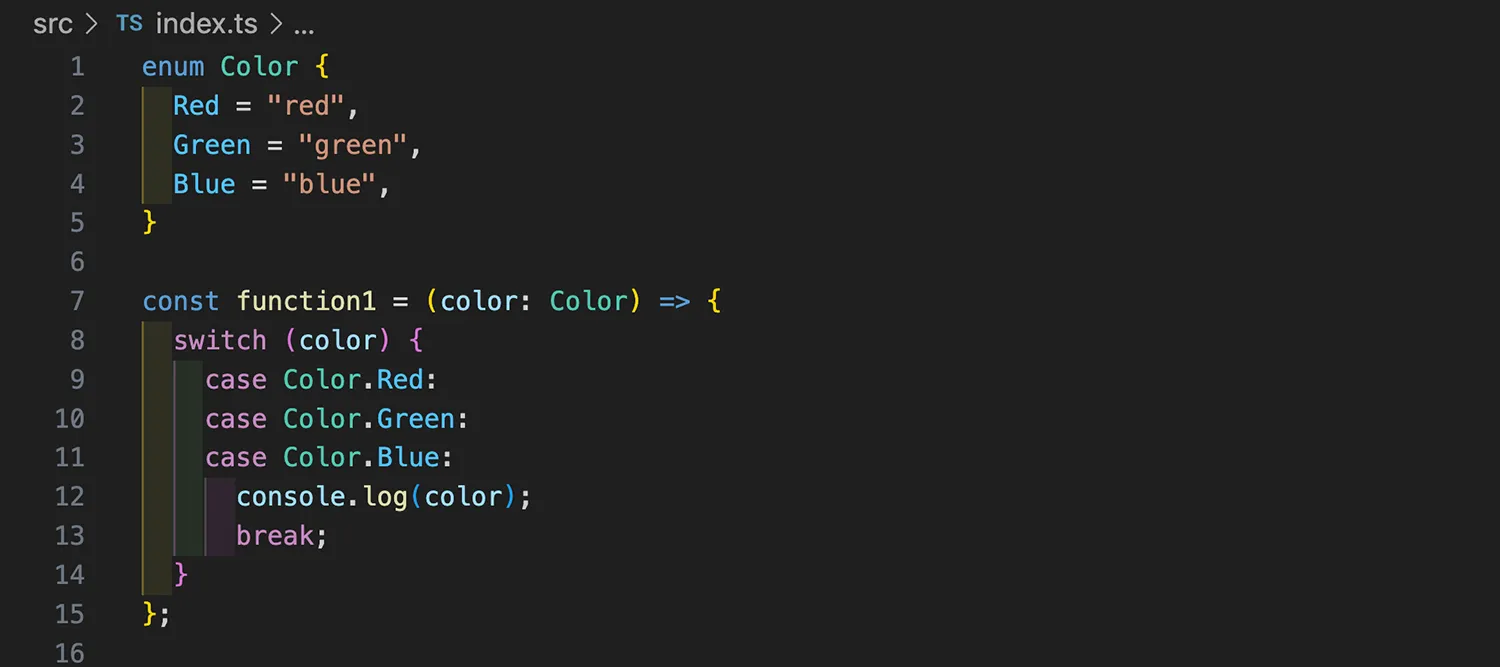 src > TS index.ts > ...
1 enum Color {
2   Red = "red",
3   Green = "green",
4   Blue = "blue",
5 }
6
7 const function1 = (color: Color) => {
8   switch (color) {
9     case Color.Red:
10     case Color.Green:
11     case Color.Blue:
12       console.log(color);
13       break;
14   }
15 };
16